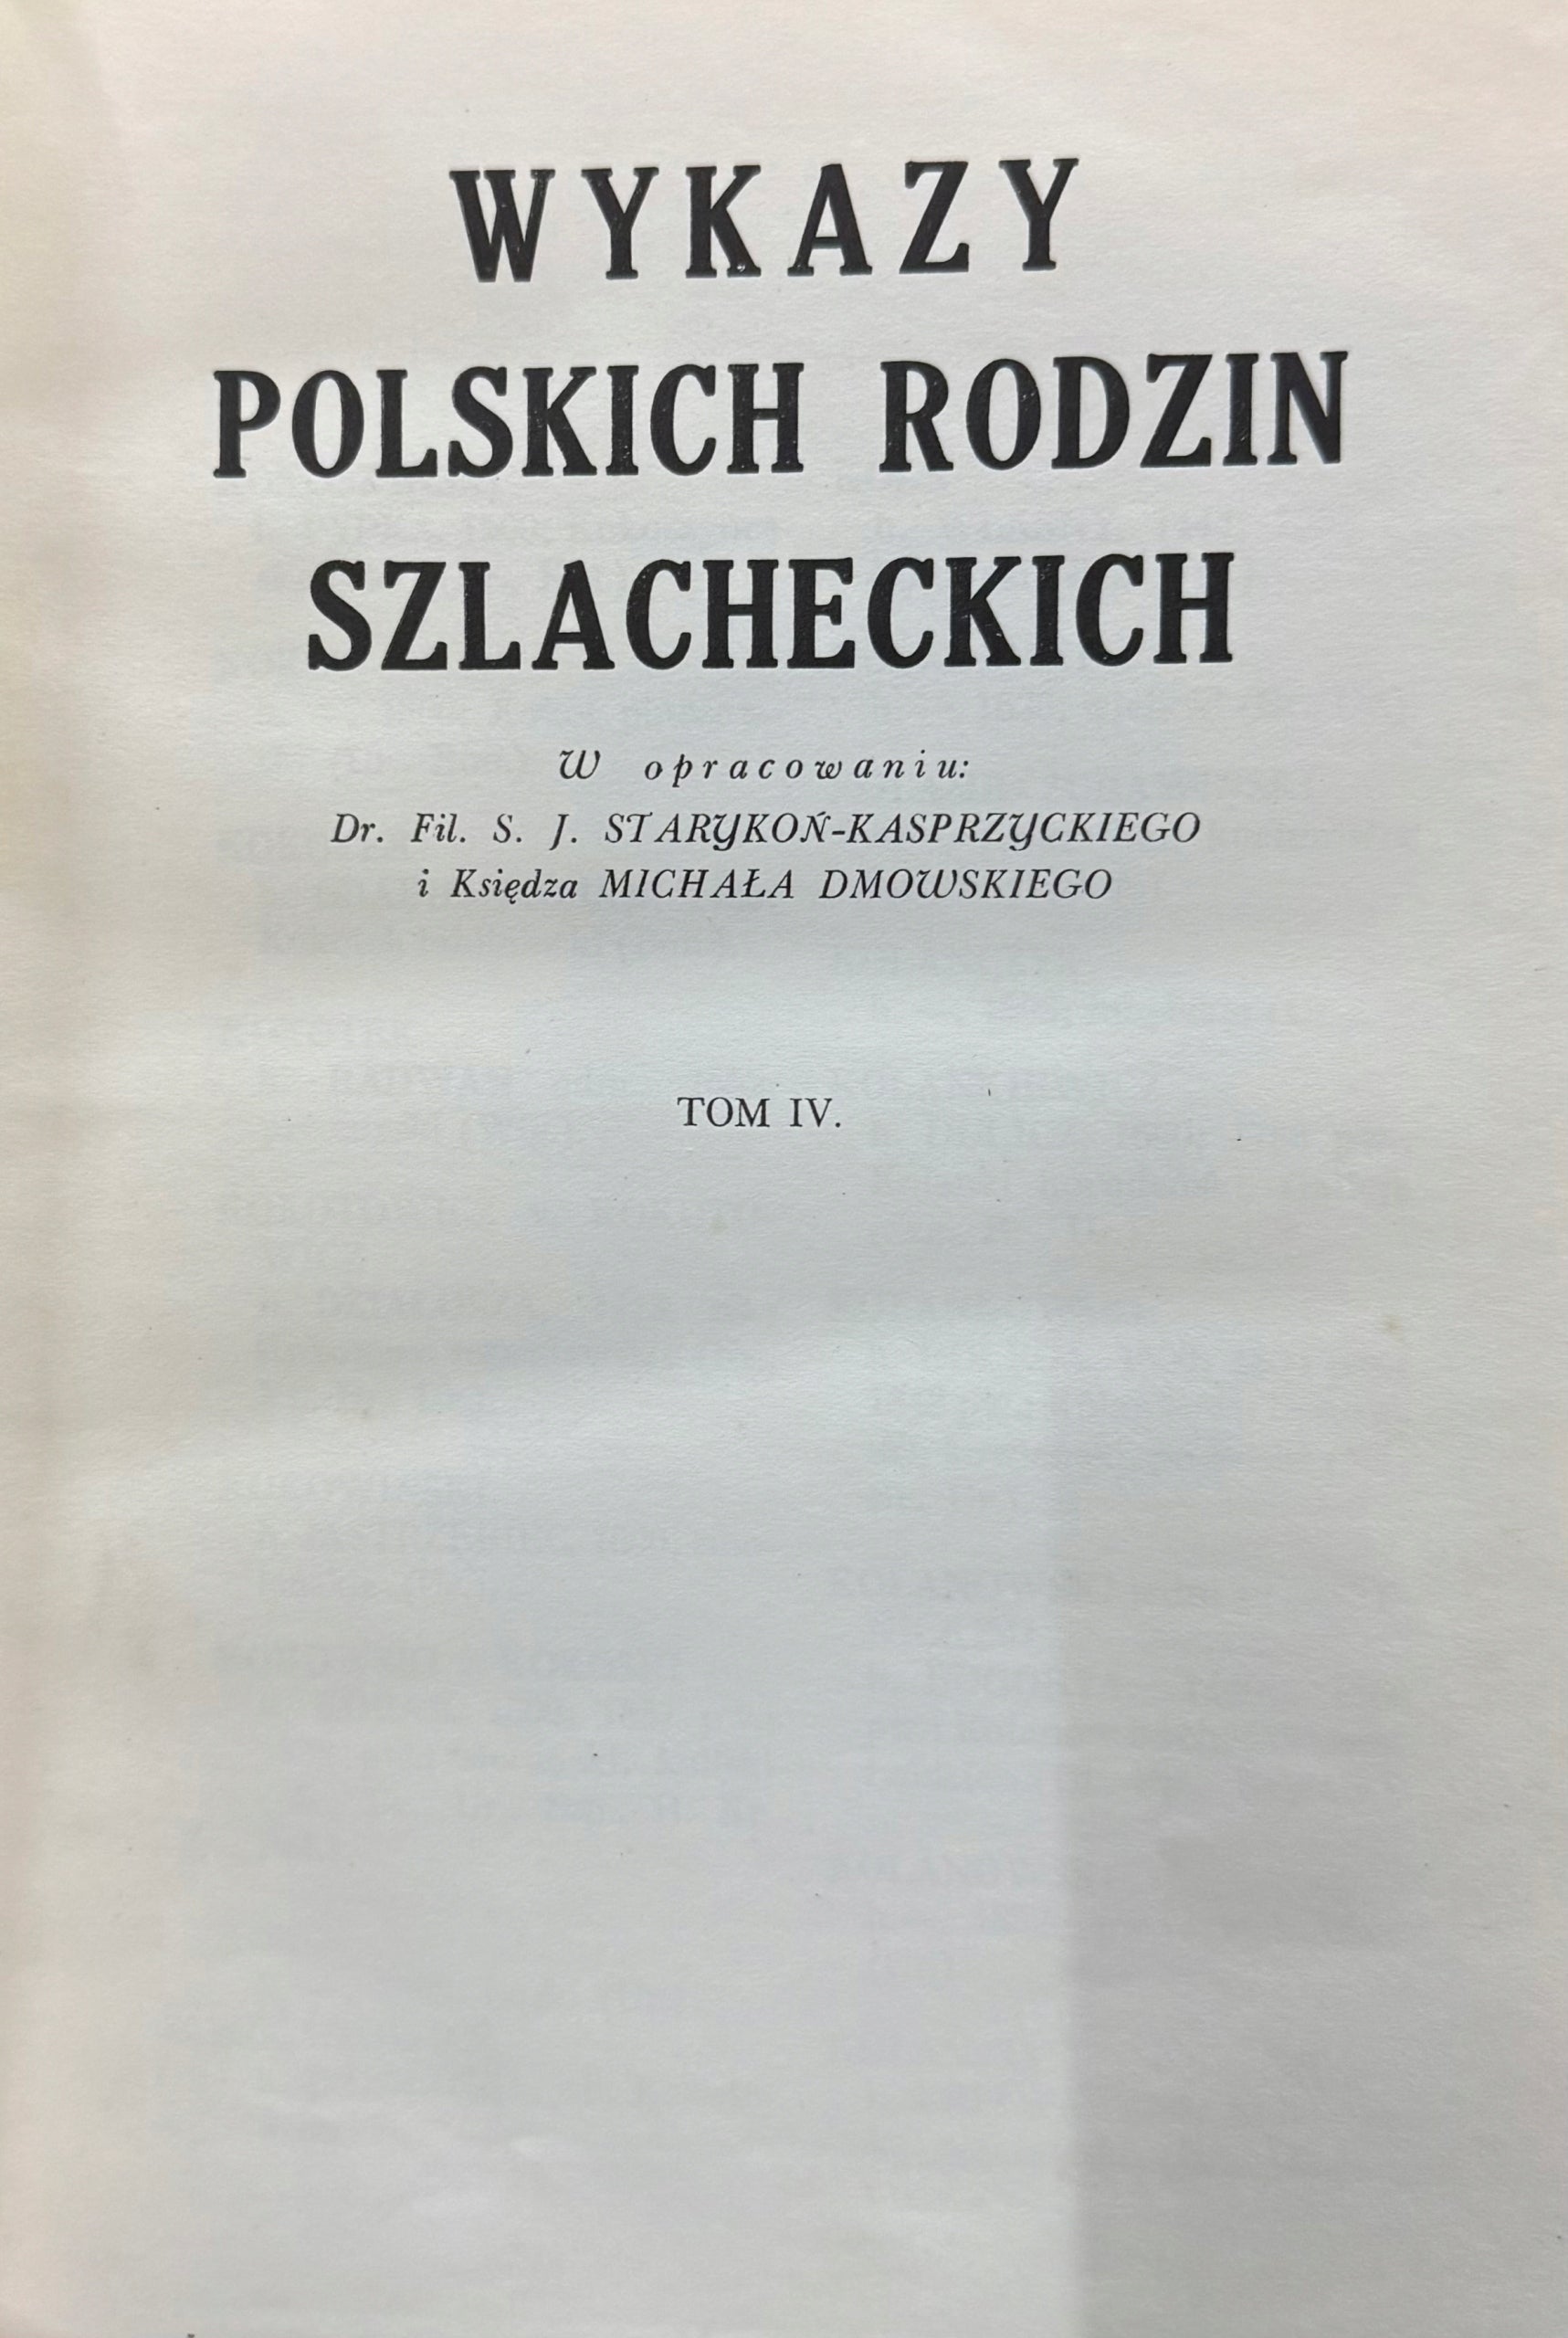 WYKAZY
POLSKICH RODZIN
SZLACHECKICH
W opracowaniu:
Dr. Fil. S. J. STARYKOŃ-KASPRZYCKIEGO
i Księdza MICHAŁA DMOWSKIEGO
TOM IV.